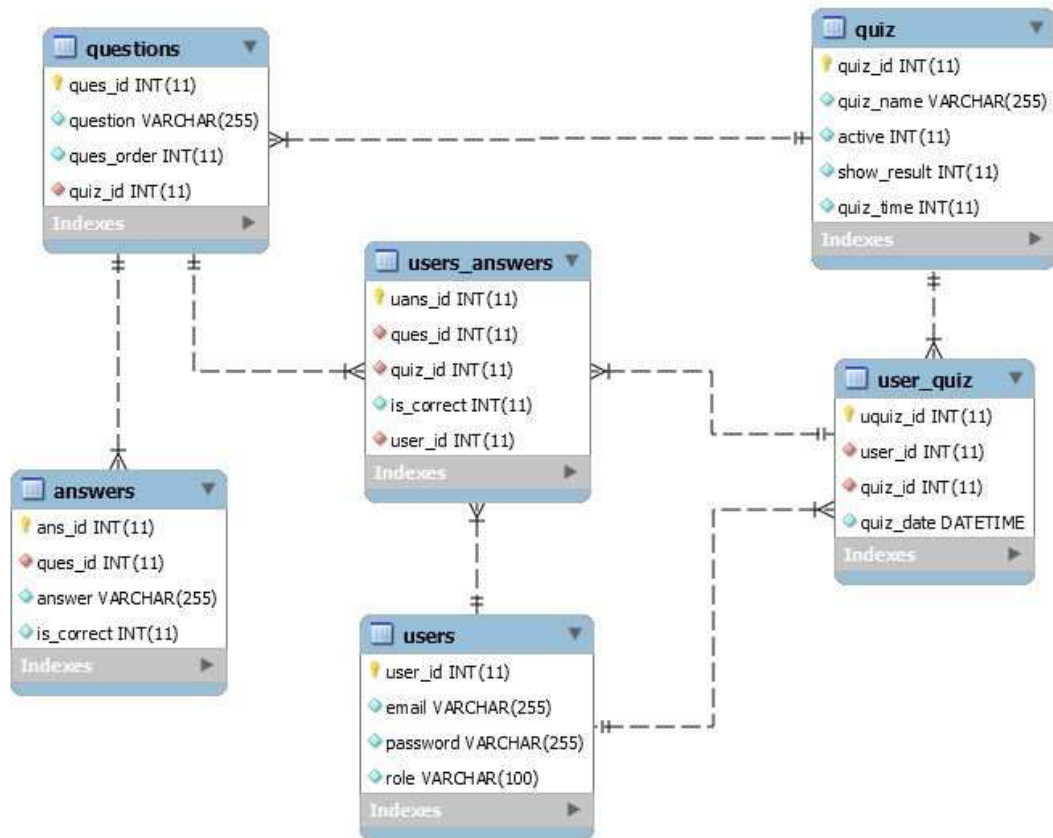 questions
ques_id INT(11)
question VARCHAR(255)
ques_order INT(11)
quiz_id INT(11)
Indexes
quiz
quiz_id INT(11)
quiz_name VARCHAR(255)
active INT(11)
show_result INT(11)
quiz_time INT(11)
Indexes
users_answers
uans_id INT(11)
ques_id INT(11)
quiz_id INT(11)
is_correct INT(11)
user_id INT(11)
Indexes
user_quiz
uquiz_id INT(11)
user_id INT(11)
quiz_id INT(11)
quiz_date DATETIME
Indexes
answers
ans_id INT(11)
ques_id INT(11)
answer VARCHAR(255)
is_correct INT(11)
Indexes
users
user_id INT(11)
email VARCHAR(255)
password VARCHAR(255)
role VARCHAR(100)
Indexes